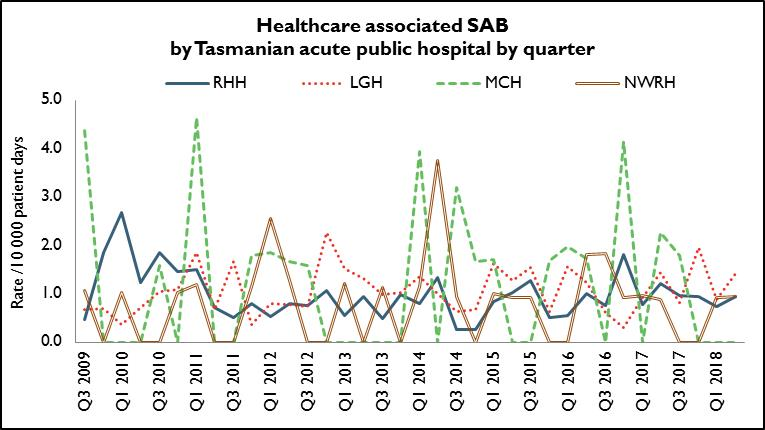 Healthcare associated SAB
by Tasmanian acute public hospital by quarter
RHH LGH MCH NWRH
Rate /10 000 patient days
5.0
4.0
3.0
2.0
1.0
0.0
Q3 2009
Q1 2010
Q3 2010
Q1 2011
Q3 2011
Q1 2012
Q3 2012
Q1 2013
Q3 2013
Q1 2014
Q3 2014
Q1 2015
Q3 2015
Q1 2016
Q3 2016
Q1 2017
Q3 2017
Q1 2018